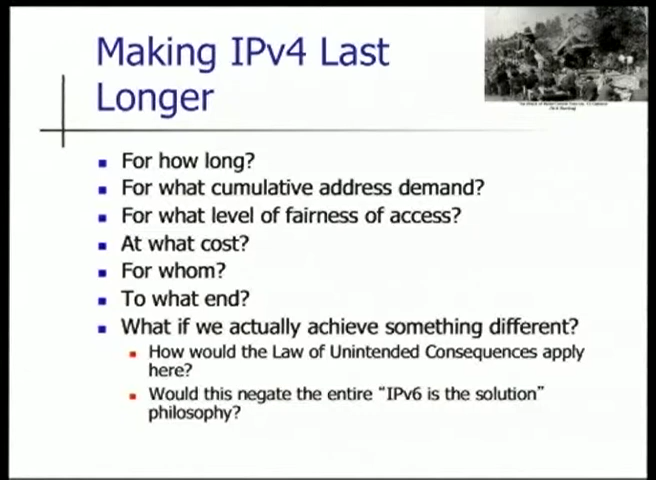 Making IPv4 Last
Longer
For how long?
For what cumulative address demand?
For what level of fairness of access?
At what cost?
For whom?
To what end?
What if we actually achieve something different?
How would the Law of Unintended Consequences apply
here?
Would this negate the entire “IPv6 is the solution”
philosophy?